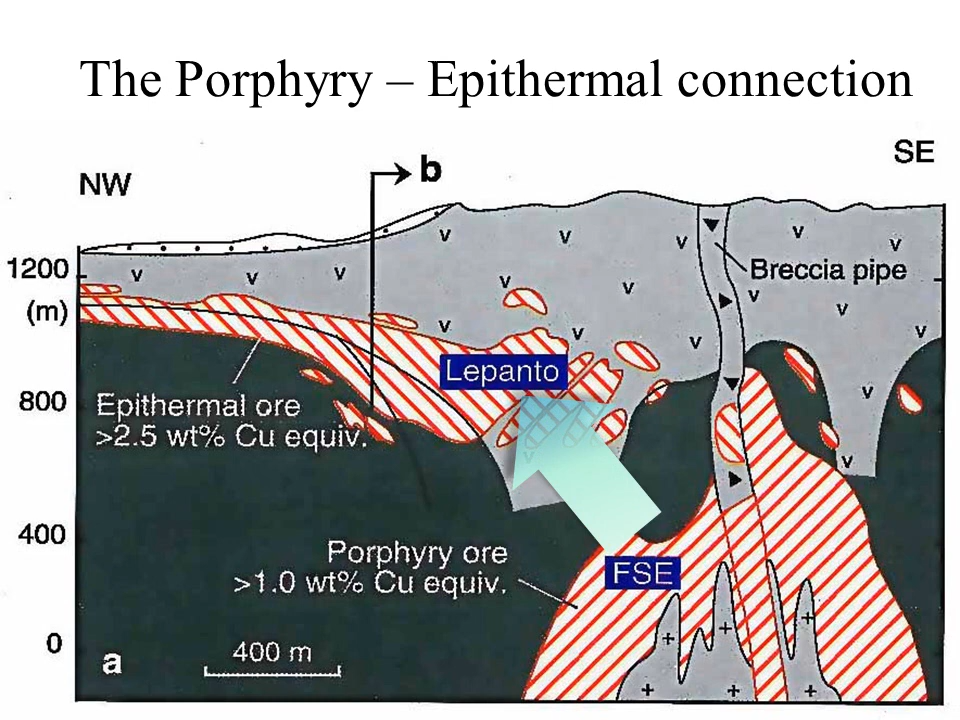 The Porphyry – Epithermal connection
SE
NW
b
1200
(m)
Breccia pipe
Lepanto
800
Epithermal ore
>2.5 wt% Cu equiv.
400
Porphyry ore
>1.0 wt% Cu equiv.
FSE
0
a
400 m